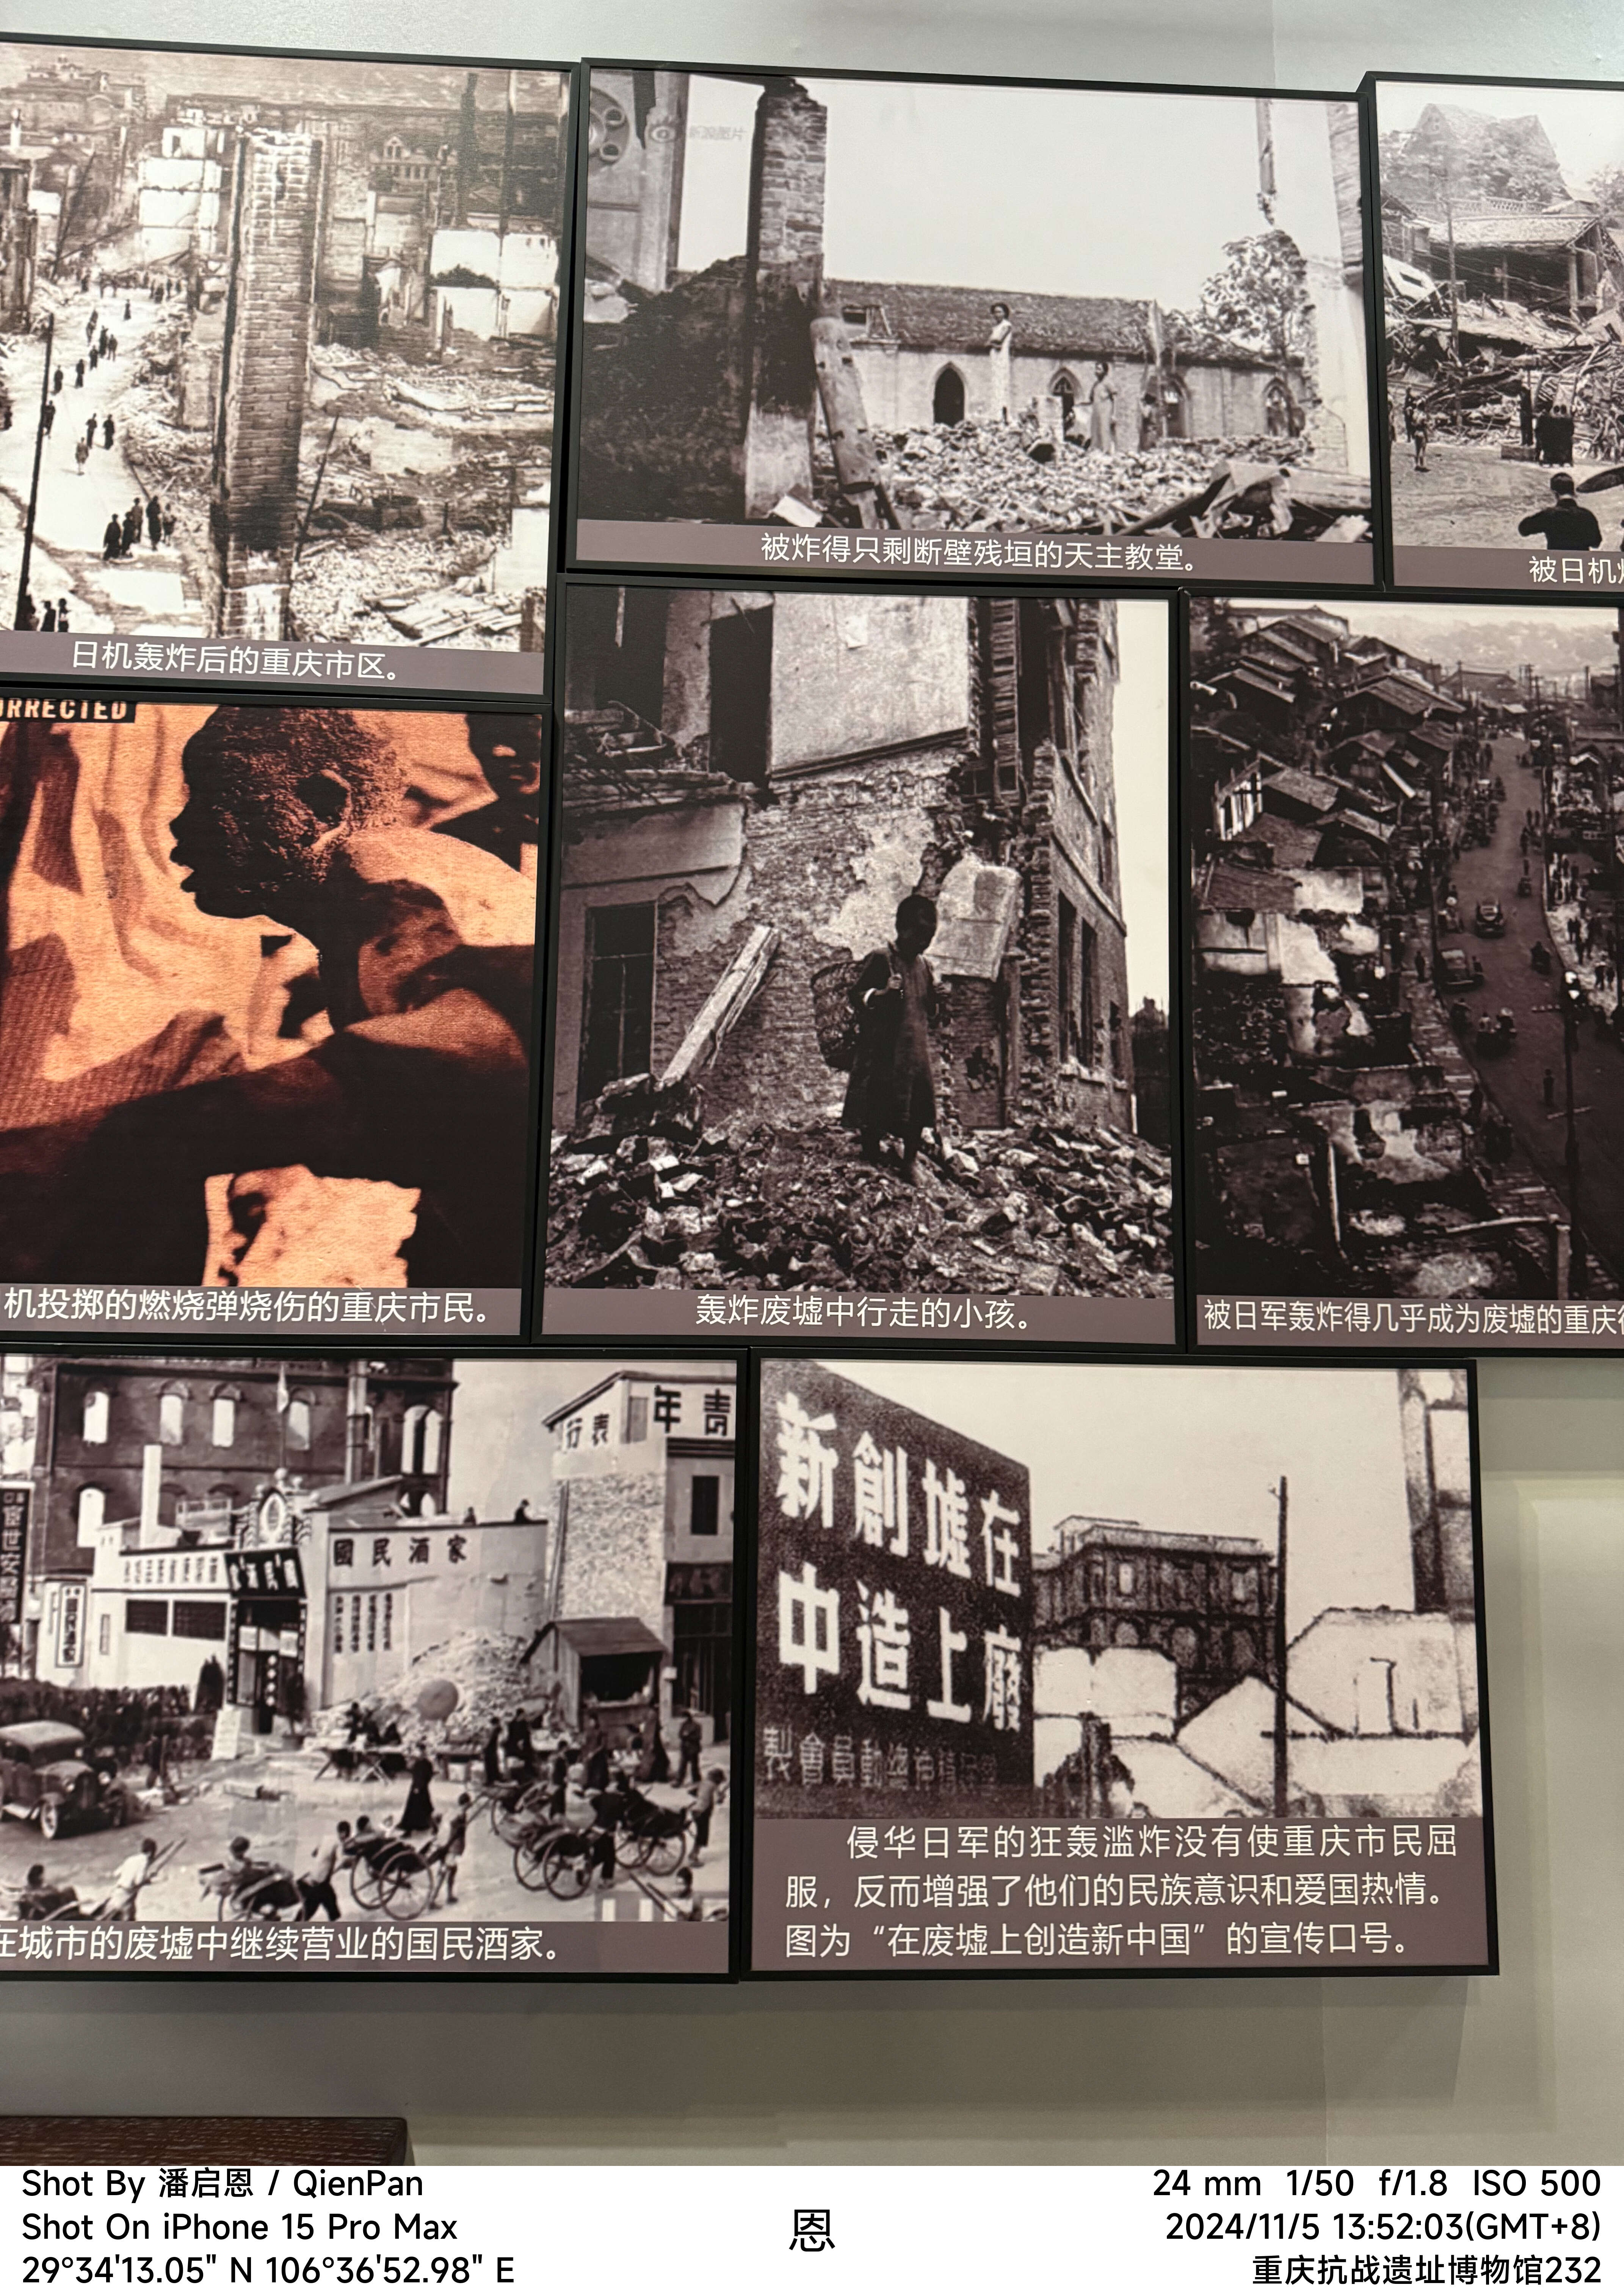 新浪图片
被炸得只剩断壁残垣的天主教堂。
被日机
日机轰炸后的重庆市区。
RRECTED
机投掷的燃烧弹烧伤的重庆市民。
轰炸废墟中行走的小孩。
被日军轰炸得几乎成为废墟的重庆
年青
行表
國民酒家
在城市的废墟中继续营业的国民酒家。
新創墟在
中造上廢
侵华日军的狂轰滥炸没有使重庆市民屈
服，反而增强了他们的民族意识和爱国热情。
图为“在废墟上创造新中国”的宣传口号。
Shot By 潘启恩 / QienPan
Shot On iPhone 15 Pro Max
29°34'13.05" N 106°36'52.98" E
恩
24 mm 1/50 f/1.8 ISO 500
2024/11/5 13:52:03(GMT+8)
重庆抗战遗址博物馆232